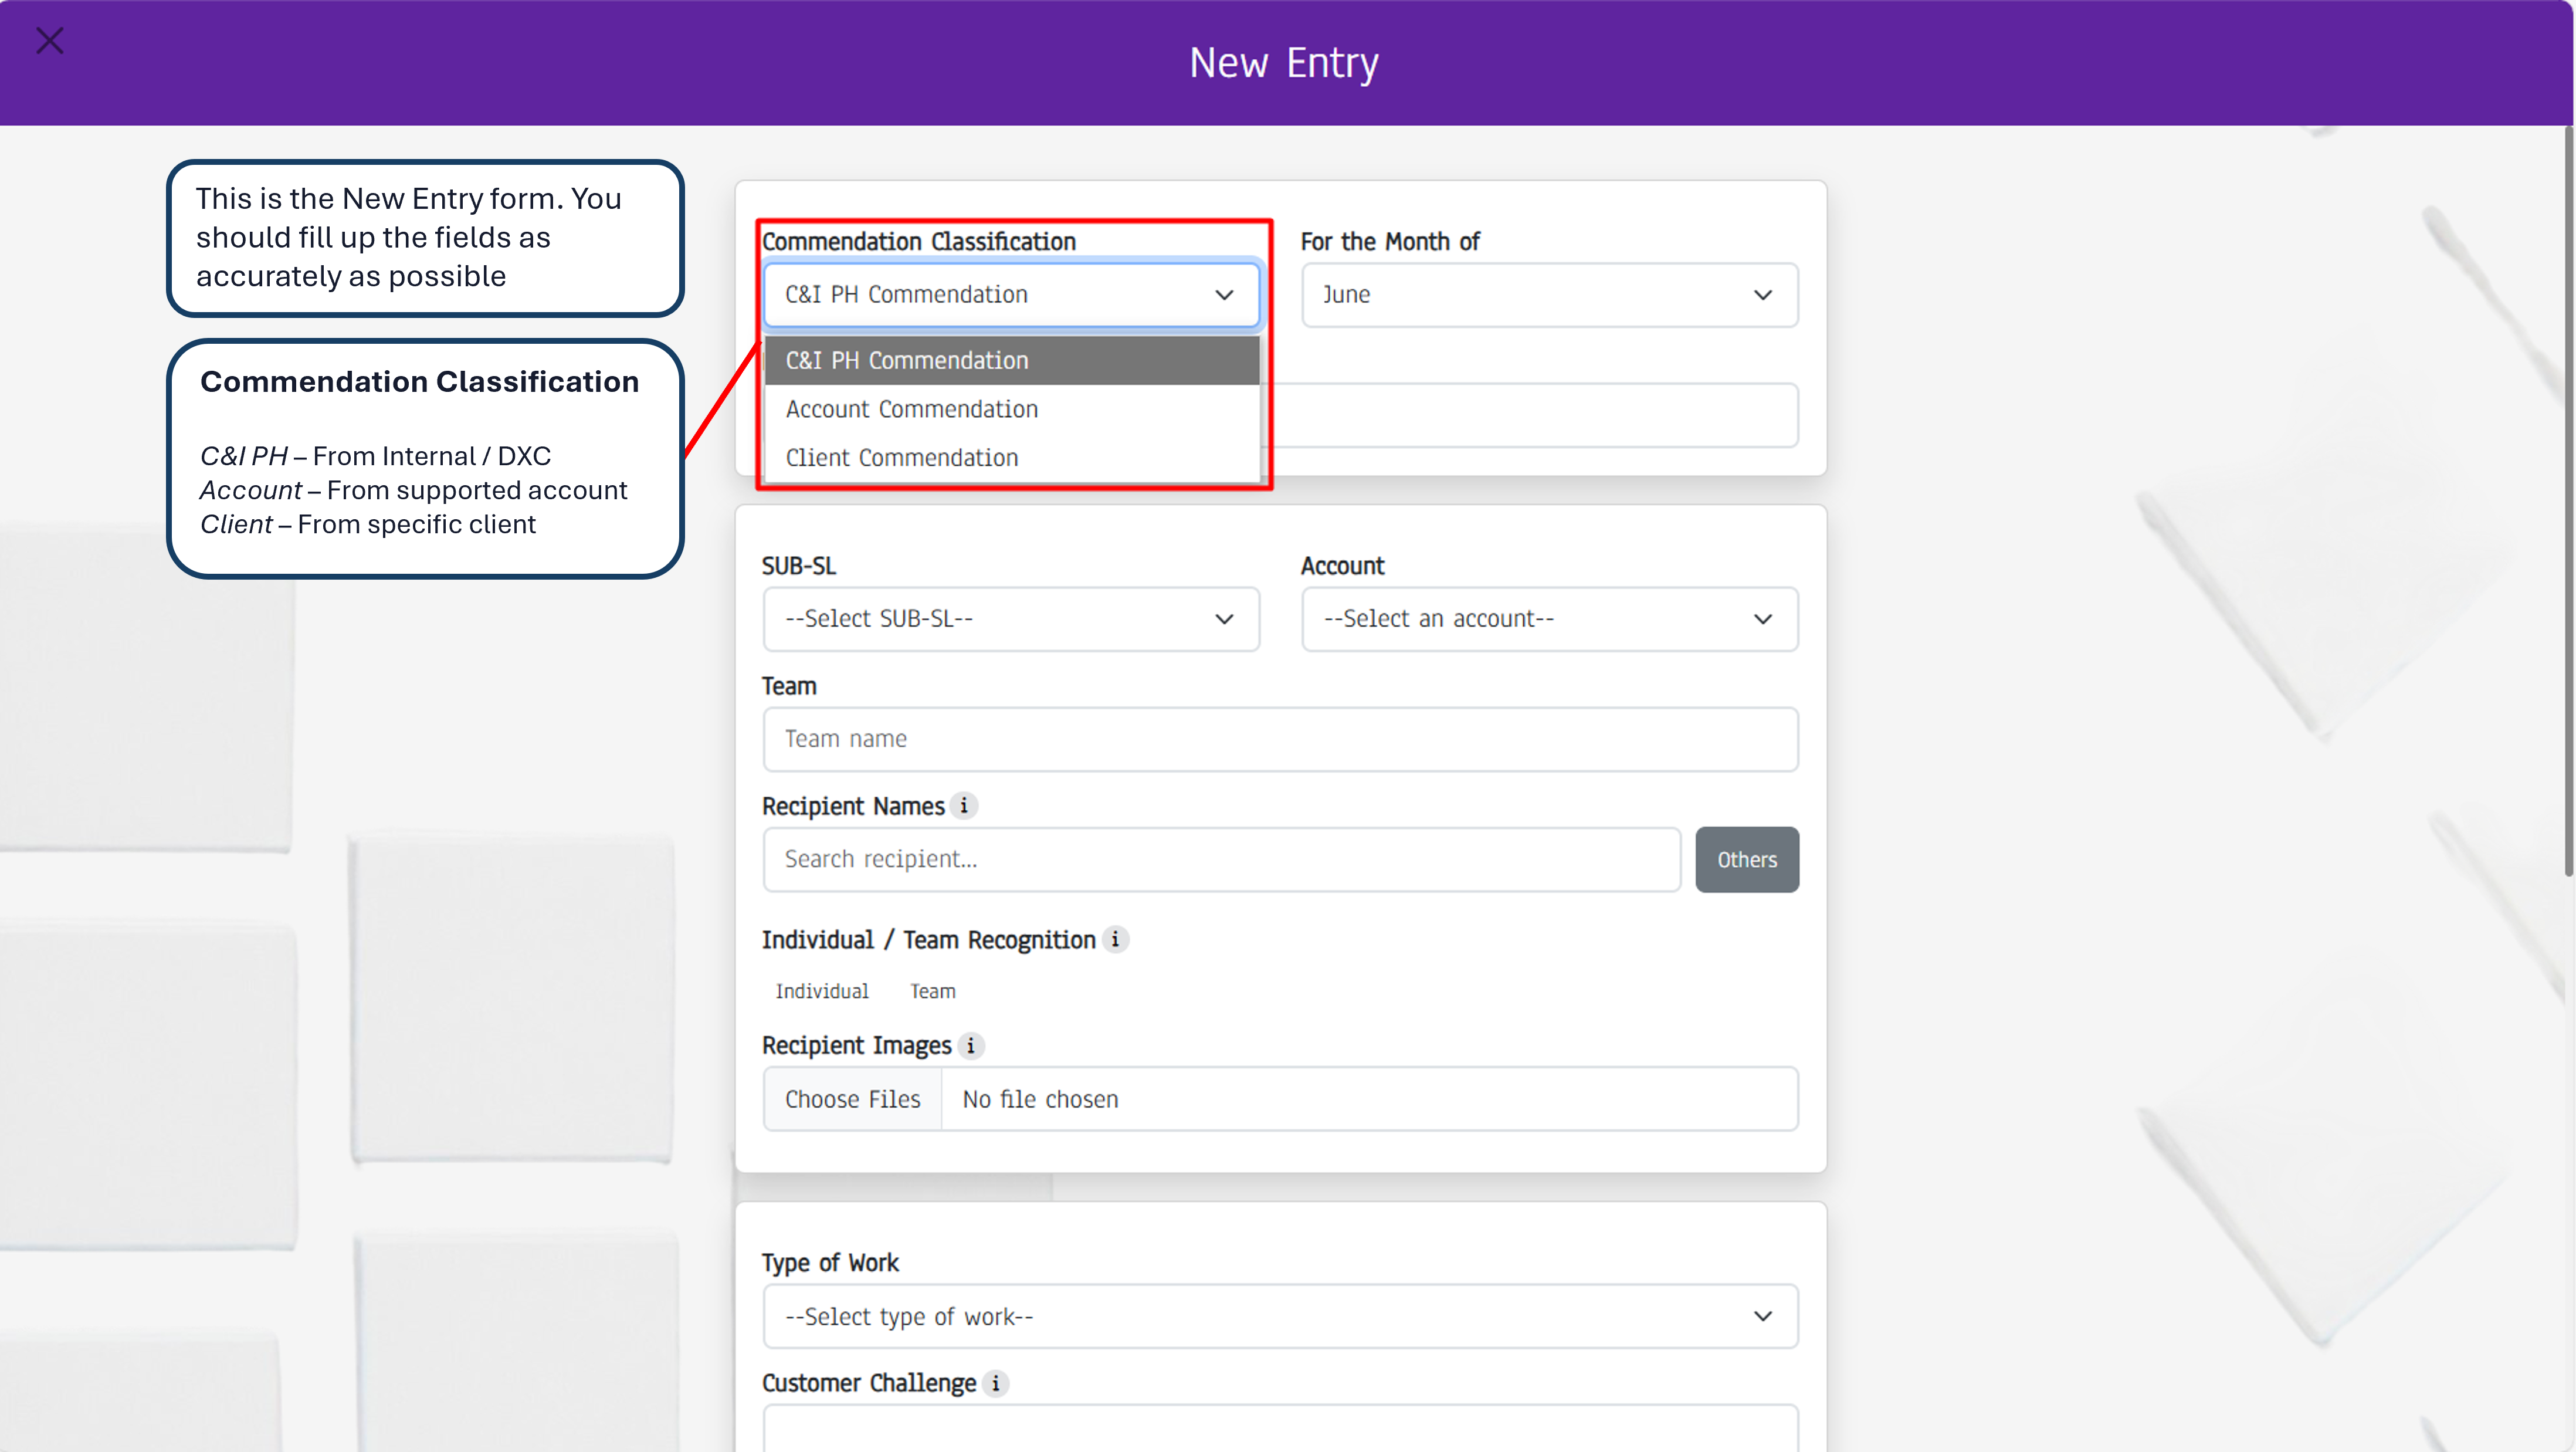 New Entry
This is the New Entry form. You
should fill up the fields as
accurately as possible
Commendation Classification
C&I PH – From Internal / DXC
Account – From supported account
Client – From specific client
Commendation Classification
For the Month of
C&I PH Commendation
June
C&I PH Commendation
Account Commendation
Client Commendation
SUB-SL
Account
--Select SUB-SL--
--Select an account--
Team
Team name
Recipient Names i
Search recipient...
Others
Individual / Team Recognition i
Individual
Team
Recipient Images i
Choose Files
No file chosen
Type of Work
--Select type of work--
Customer Challenge i